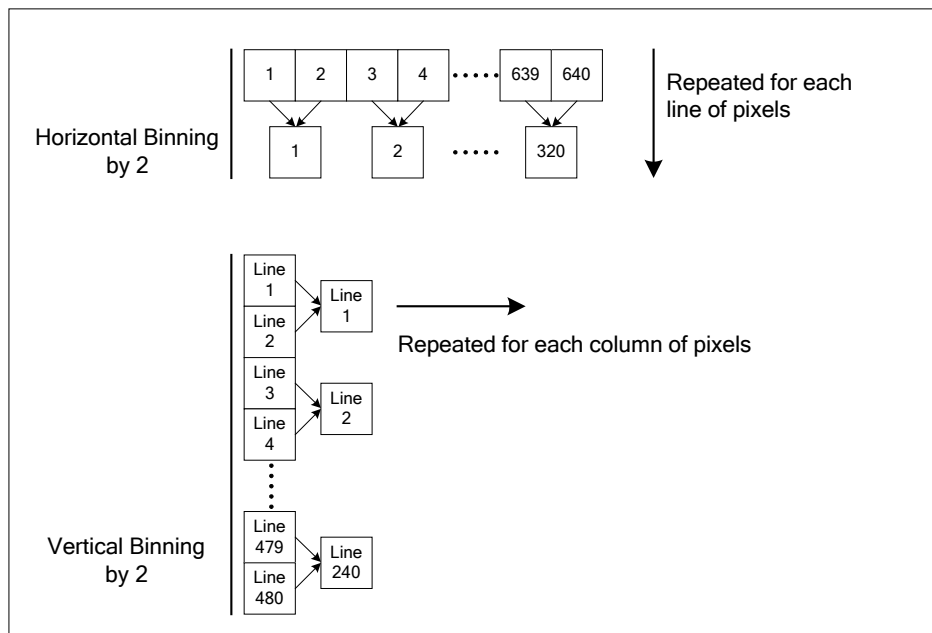 1 2 3 4 ..... 639 640
Repeated for each
line of pixels
Horizontal Binning
by 2
1 2 ..... 320
Line
1
Line
2
Line
1
Repeated for each column of pixels
Line
3
Line
4
Line
2
Vertical Binning
by 2
Line
479
Line
480
Line
240